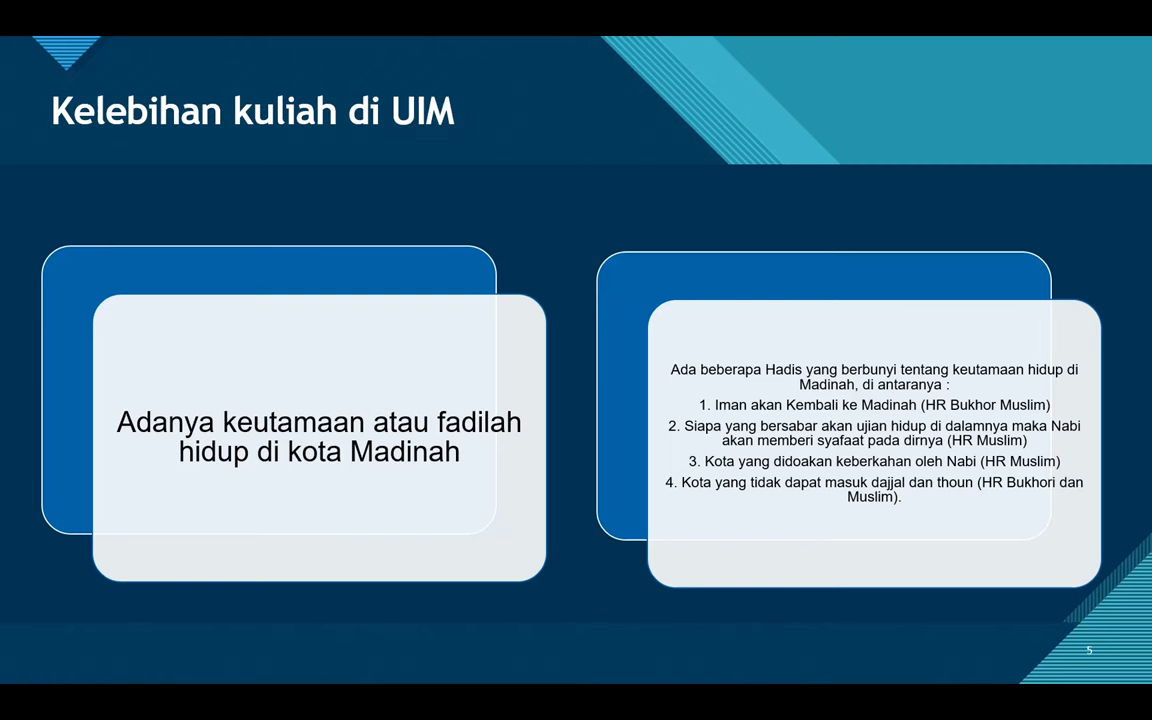 Kelebihan kuliah di UIM
Adanya keutamaan atau fadilah
hidup di kota Madinah
Ada beberapa Hadis yang berbunyi tentang keutamaan hidup di
Madinah, di antaranya :
1. Iman akan Kembali ke Madinah (HR Bukhor Muslim)
2. Siapa yang bersabar akan ujian hidup di dalamnya maka Nabi
akan memberi syafaat pada dirnya (HR Muslim)
3. Kota yang didoakan keberkahan oleh Nabi (HR Muslim)
4. Kota yang tidak dapat masuk dajjal dan thoun (HR Bukhori dan
Muslim).
5